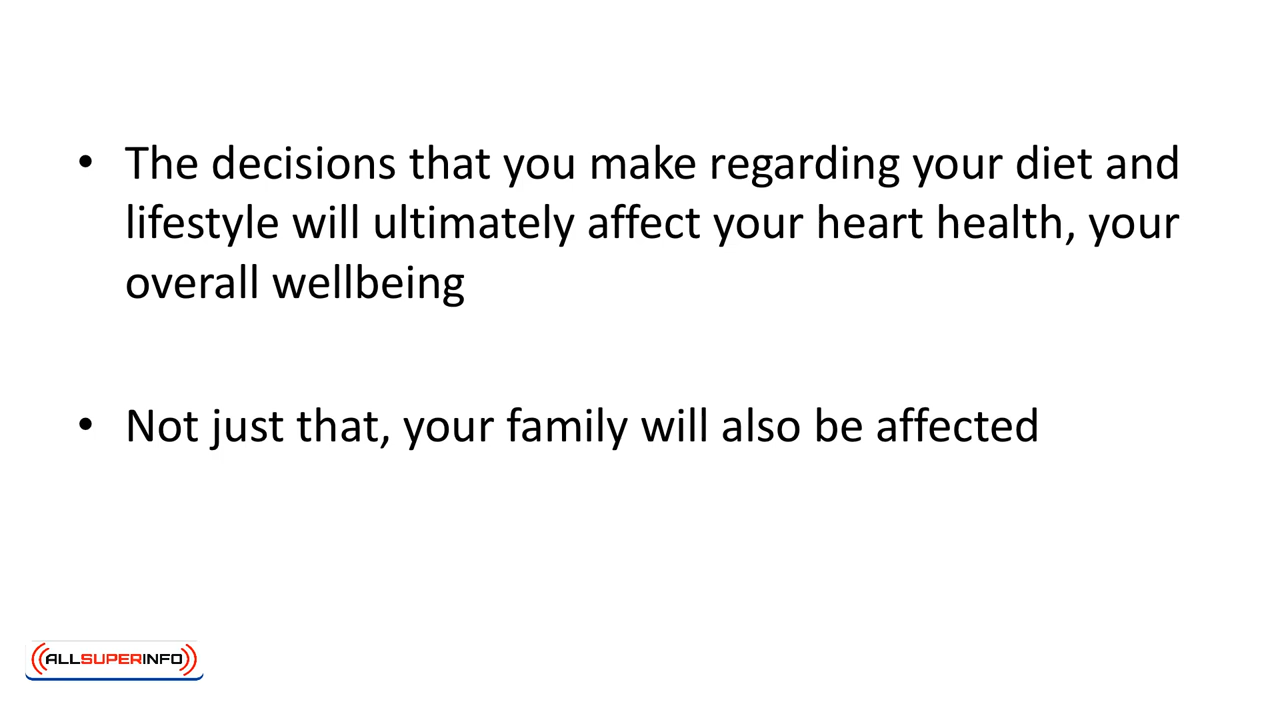 • The decisions that you make regarding your diet and
lifestyle will ultimately affect your heart health, your
overall wellbeing
• Not just that, your family will also be affected
ALLSUPERINFO